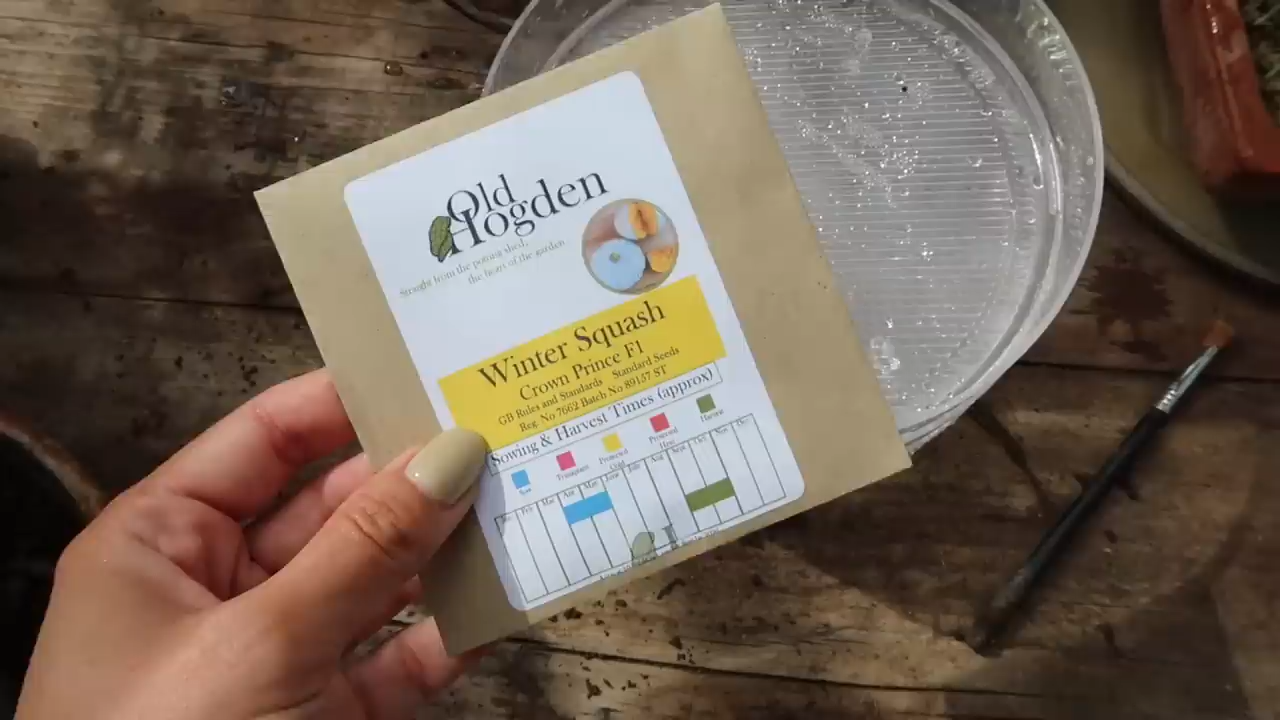 Old
Hogden
Straight from the potting shed,
the heart of the garden
Winter Squash
Crown Prince F1
GB Rules and Standards Standard Seeds
Reg. No 7662 Batch No 89157 ST
Sowing & Harvest Times (approx)
Sow Transplant Protected Protected Harvest
Jan Feb Mar Apr May June July Aug Sept Oct Nov Dec